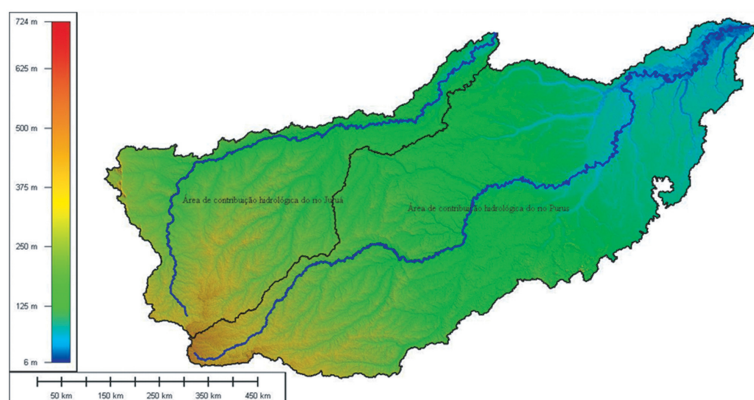 724 m
625 m
500 m
375 m
250 m
125 m
6 m
Área de contribuição hidrológica do rio Juruá
Área de contribuição hidrológica do rio Purus
50 km 150 km 250 km 350 km 450 km